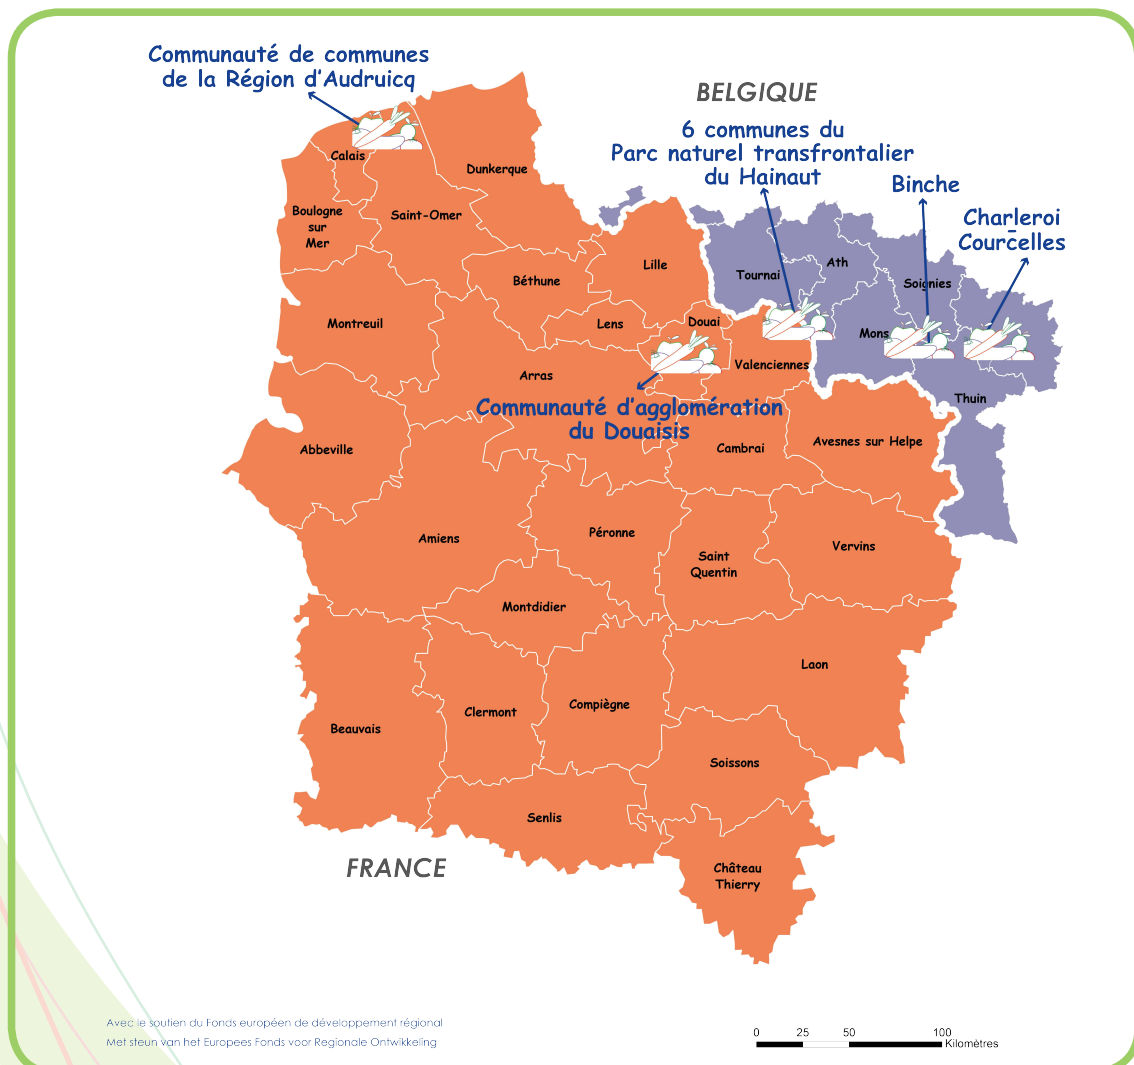 Communauté de communes
de la Région d'Audruicq
BELGIQUE
6 communes du
Parc naturel transfrontalier
du Hainaut
Binche
Charleroi
–
Courcelles
Calais
Dunkerque
Boulogne
sur
Mer
Saint-Omer
Lille
Tournai
Ath
Soignies
Béthune
Montreuil
Lens
Douai
Mons
Valenciennes
Arras
Thuin
Communauté d'agglomération
du Douaisis
Abbeville
Cambrai
Avesnes sur Helpe
Amiens
Péronne
Saint
Quentin
Vervins
Montdidier
Laon
Beauvais
Clermont
Compiègne
Soissons
Senlis
FRANCE
Château
Thierry
Avec le soutien du Fonds européen de développement régional
Met steun van het Europees Fonds voor Regionale Ontwikkeling
0 25 50 100
Kilomètres